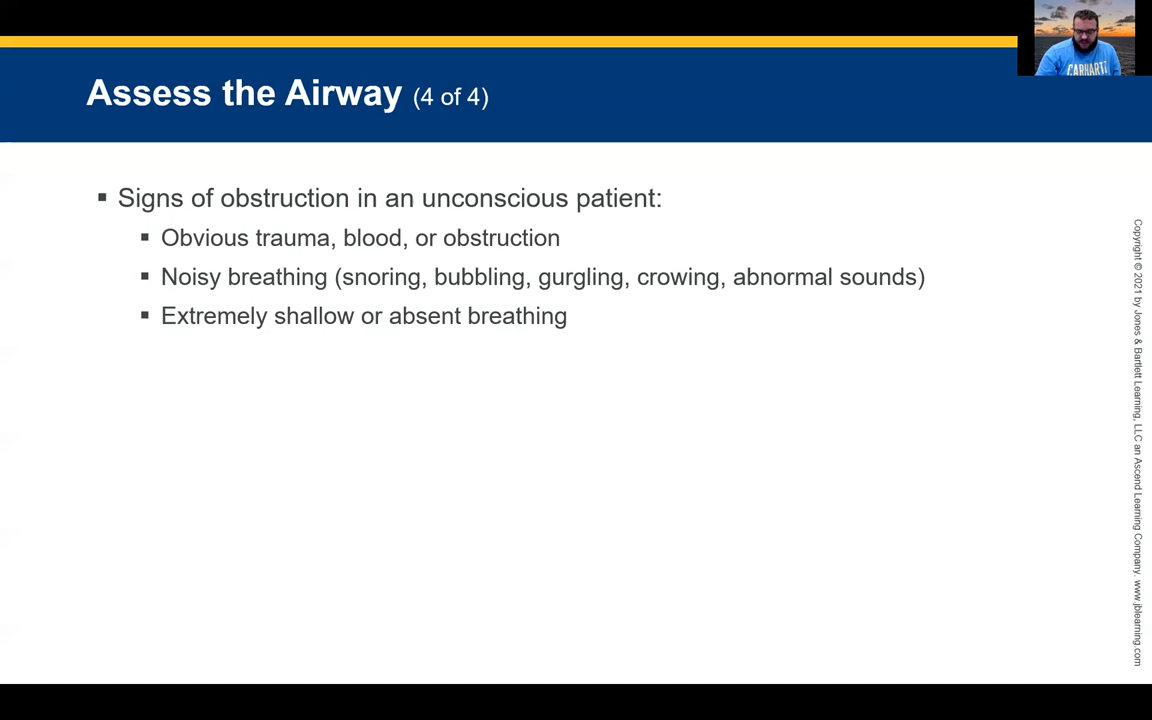 Assess the Airway (4 of 4)
CARHARTT
▪ Signs of obstruction in an unconscious patient:
▪ Obvious trauma, blood, or obstruction
▪ Noisy breathing (snoring, bubbling, gurgling, crowing, abnormal sounds)
▪ Extremely shallow or absent breathing
Copyright © 2021 by Jones & Bartlett Learning, LLC an Ascend Learning Company. www.jblearning.com